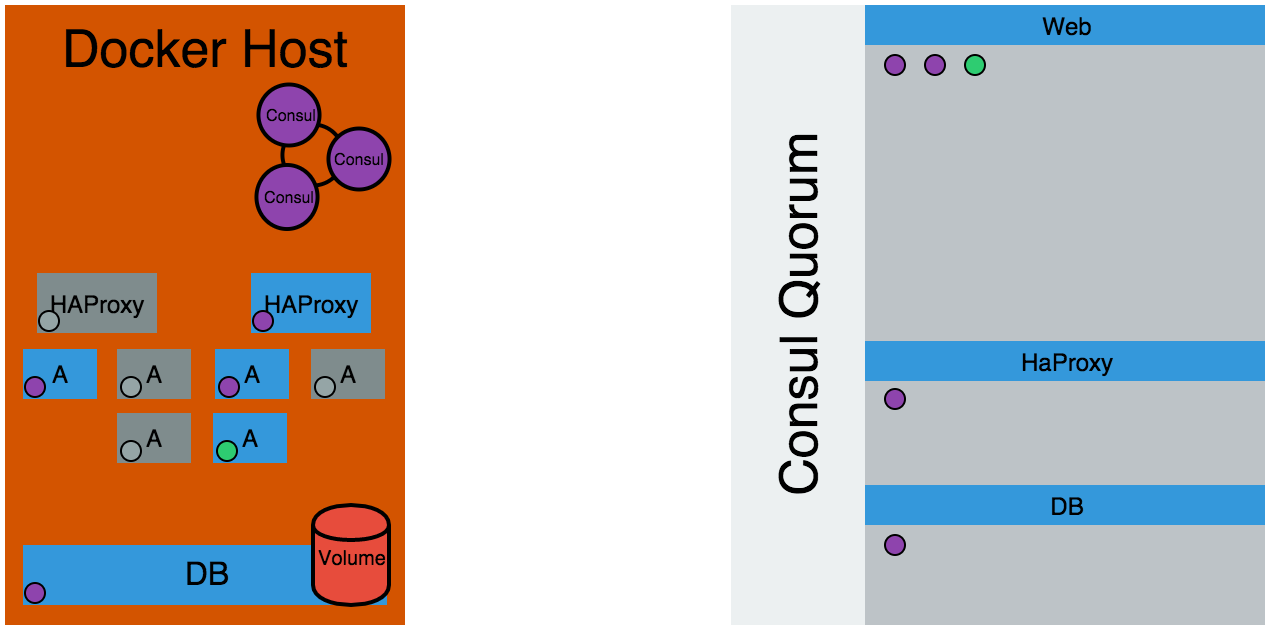 Docker Host
Consul
Consul
Consul
HAProxy
HAProxy
A
A
A
A
A
A
DB
Volume
Consul Quorum
Web
HaProxy
DB